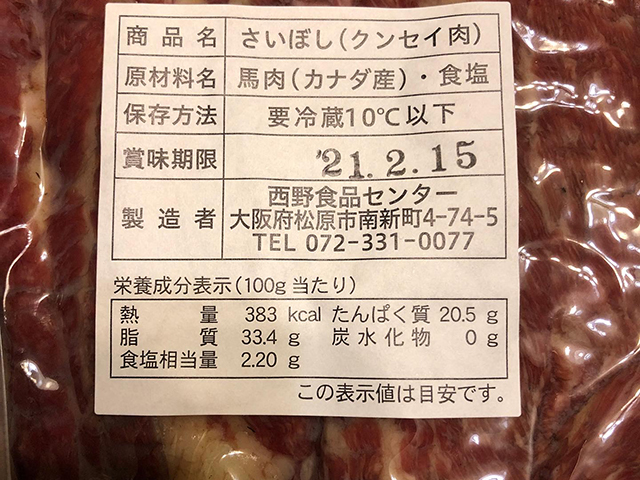 商品名 さいぼし(クンセイ肉)
原材料名 馬肉(カナダ産)・食塩
保存方法 要冷蔵10℃以下
賞味期限 '21.2.15
製造者 西野食品センター
大阪府松原市南新町4-74-5
TEL 072-331-0077
栄養成分表示(100g当たり)
熱量 383 kcal たんぱく質 20.5 g
脂質 33.4 g 炭水化物 0 g
食塩相当量 2.20 g
この表示値は目安です。